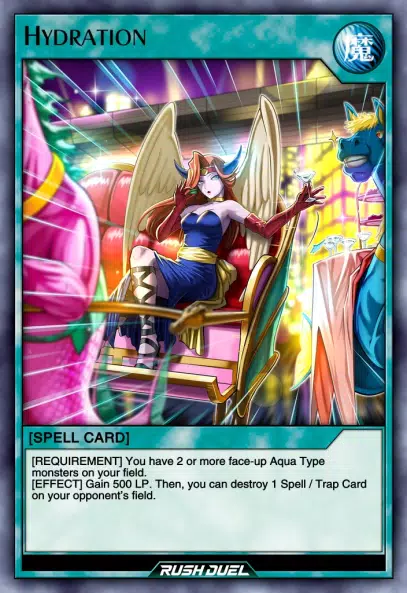 HYDRATION
魔
[SPELL CARD]
[REQUIREMENT] You have 2 or more face-up Aqua Type
monsters on your field.
[EFFECT] Gain 500 LP. Then, you can destroy 1 Spell / Trap Card
on your opponent's field.
RUSH DUEL